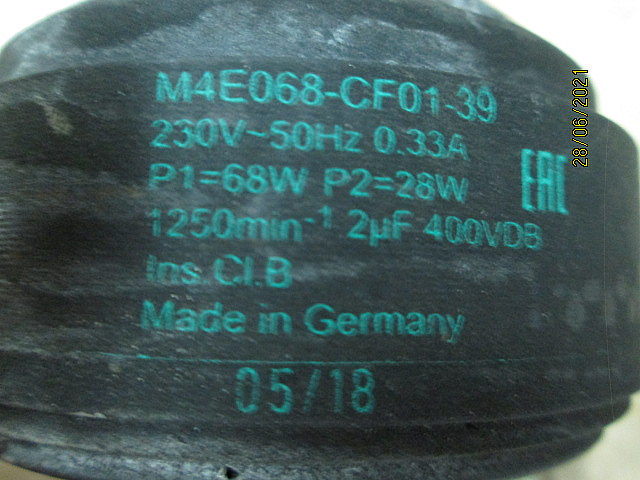 M4E068-CF01-39
230V~50Hz 0.33A
P1=68W P2=28W
EAC
1250min-1 2µF 400VDB
Ins.Cl.B
Made in Germany
05/18
28/06/2021